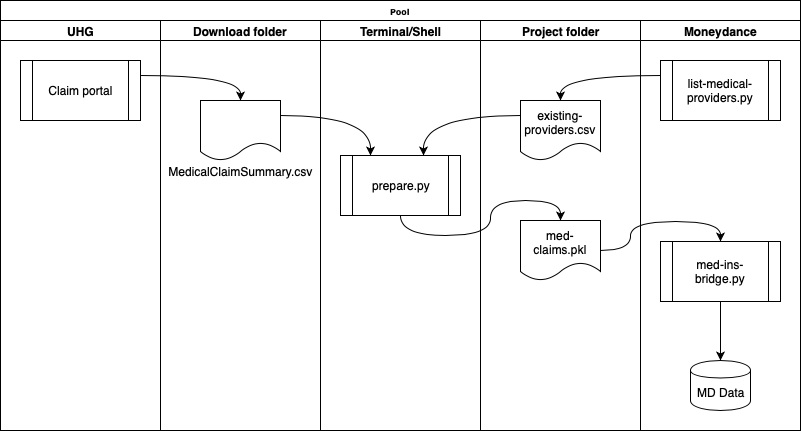 Pool
UHG
Download folder
Terminal/Shell
Project folder
Moneydance
Claim portal
MedicalClaimSummary.csv
existing-
providers.csv
list-medical-
providers.py
prepare.py
med-
claims.pkl
med-ins-
bridge.py
MD Data